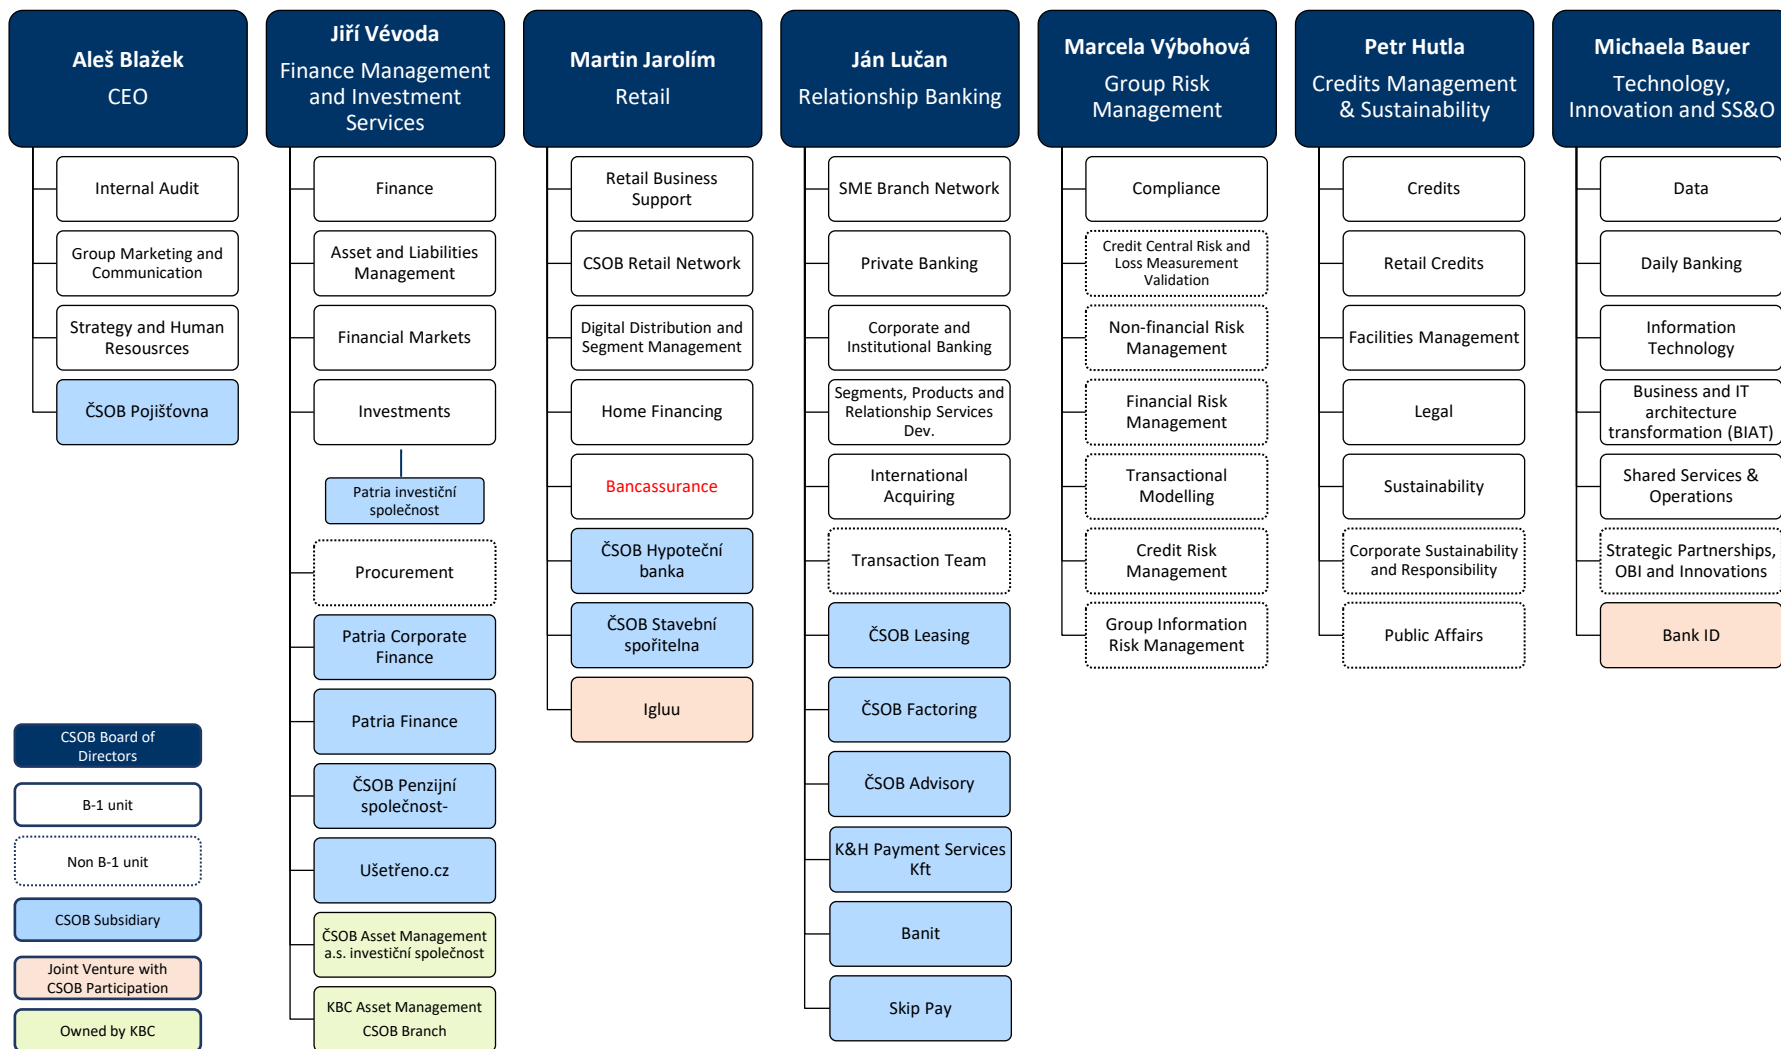 Aleš Blažek
CEO
Internal Audit
Group Marketing and
Communication
Strategy and Human
Resousrces
ČSOB Pojišťovna
Jiří Vévoda
Finance Management
and Investment
Services
Finance
Asset and Liabilities
Management
Financial Markets
Investments
Patria investiční
společnost
Procurement
Patria Corporate
Finance
Patria Finance
ČSOB Penzijní
společnost-
Ušetřeno.cz
ČSOB Asset Management
a.s. investiční společnost
KBC Asset Management
CSOB Branch
Martin Jarolím
Retail
Retail Business
Support
CSOB Retail Network
Digital Distribution and
Segment Management
Home Financing
Bancassurance
ČSOB Hypoteční
banka
ČSOB Stavební
spořitelna
Igluu
Ján Lučan
Relationship Banking
SME Branch Network
Private Banking
Corporate and
Institutional Banking
Segments, Products and
Relationship Services
Dev.
International
Acquiring
Transaction Team
ČSOB Leasing
ČSOB Factoring
ČSOB Advisory
K&H Payment Services
Kft
Banit
Skip Pay
Marcela Výbohová
Group Risk
Management
Compliance
Credit Central Risk and
Loss Measurement
Validation
Non-financial Risk
Management
Financial Risk
Management
Transactional
Modelling
Credit Risk
Management
Group Information
Risk Management
Petr Hutla
Credits Management
& Sustainability
Credits
Retail Credits
Facilities Management
Legal
Sustainability
Corporate Sustainability
and Responsibility
Public Affairs
Michaela Bauer
Technology,
Innovation and SS&O
Data
Daily Banking
Information
Technology
Business and IT
architecture
transformation (BIAT)
Shared Services &
Operations
Strategic Partnerships,
OBI and Innovations
Bank ID
CSOB Board of
Directors
B-1 unit
Non B-1 unit
CSOB Subsidiary
Joint Venture with
CSOB Participation
Owned by KBC